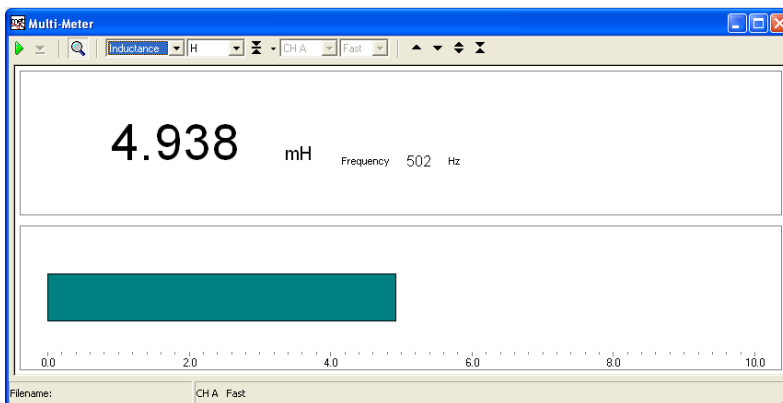 Multi-Meter
Inductance H CH A Fast
4.938 mH Frequency 502 Hz
0.0 2.0 4.0 6.0 8.0 10.0
Filename: CH A Fast